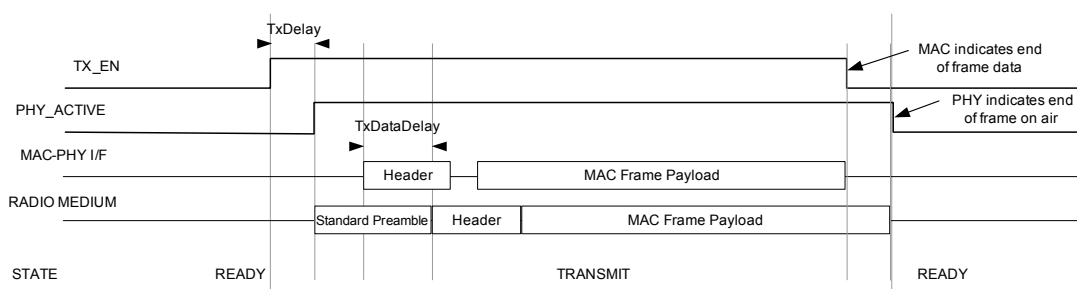 TxDelay
MAC indicates end
of frame data
TX_EN
PHY_ACTIVE
PHY indicates end
of frame on air
TxDataDelay
MAC-PHY I/F
Header
MAC Frame Payload
RADIO MEDIUM
Standard Preamble
Header
MAC Frame Payload
STATE
READY
TRANSMIT
READY